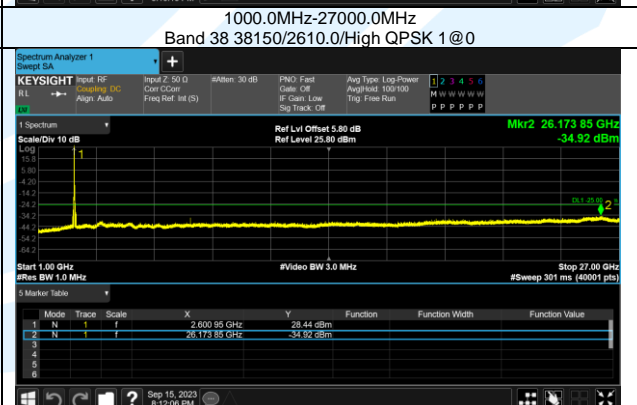 1000.0MHz-27000.0MHz
Band 38 38150/2610.0/High QPSK 1@0
Spectrum Analyzer 1
Swept SA
+
KEYSIGHT Input: RF Input Z: 50 Ω #Atten: 30 dB PNO: Fast Avg Type: Log-Power 1 2 3 4 5 6
RL Coupling: DC Corr CCorr Gate: Off Avg|Hold: 100/100 M W W W W W
Align: Auto Freq Ref: Int (S) IF Gain: Low Trig: Free Run
Sig Track: Off P P P P P P
1 Spectrum Ref Lvl Offset 5.80 dB Mkr2 26.173 85 GHz
Scale/Div 10 dB Ref Level 25.80 dBm -34.92 dBm
Log
15.8
5.80
-4.20
-14.2
-24.2
-34.2
-44.2
-54.2
-64.2
1
DL1 -25.00
2
Start 1.00 GHz #Video BW 3.0 MHz Stop 27.00 GHz
#Res BW 1.0 MHz #Sweep 301 ms (40001 pts)
5 Marker Table
Mode Trace Scale X Y Function Function Width Function Value
1 N 1 f 2.600 95 GHz 28.44 dBm
2 N 1 f 26.173 85 GHz -34.92 dBm
3
4
5
6
? Sep 15, 2023
8:12:06 PM